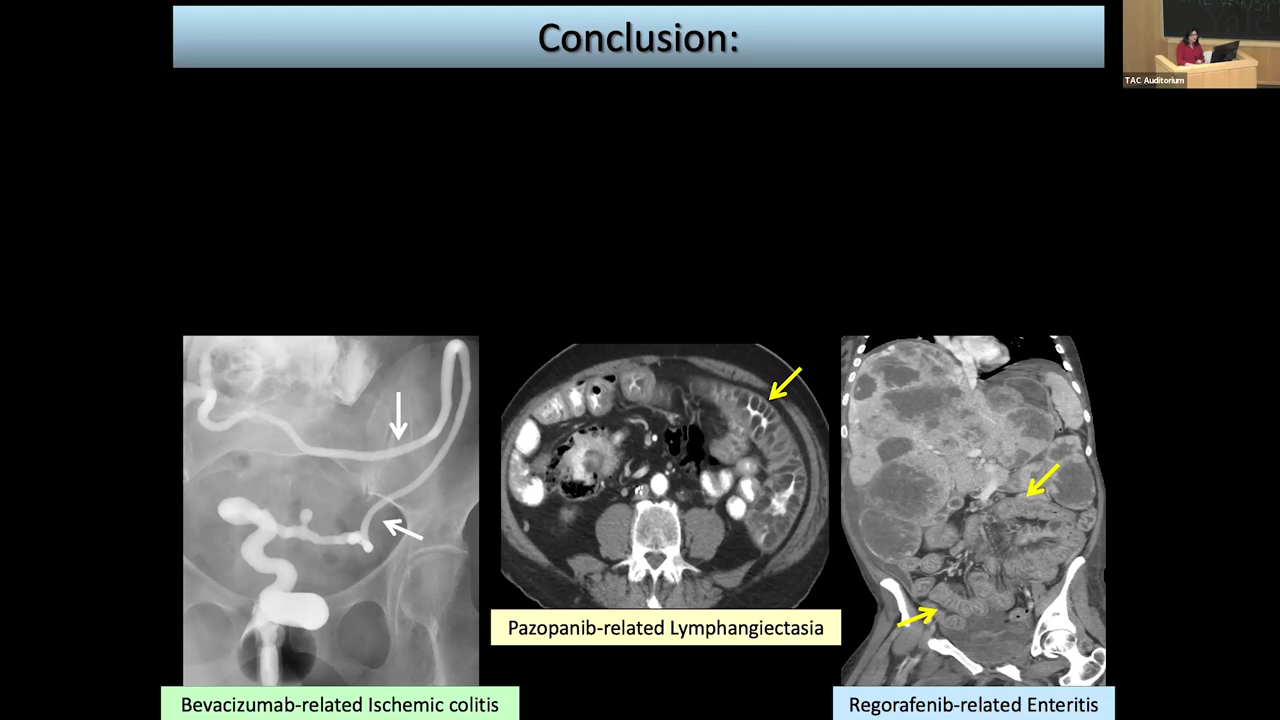 Conclusion:
TAC Auditorium
Pazopanib-related Lymphangiectasia
Bevacizumab-related Ischemic colitis
Regorafenib-related Enteritis